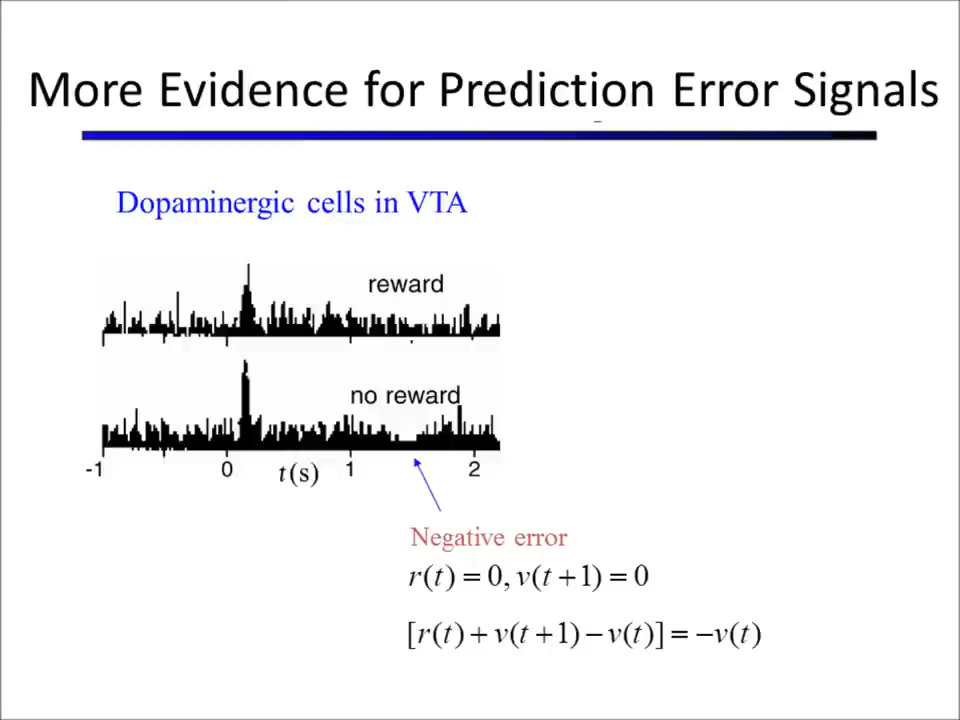 More Evidence for Prediction Error Signals
Dopaminergic cells in VTA
reward
no reward
-1 0 t(s) 1 2
Negative error
r(t) = 0, v(t + 1) = 0
[r(t) + v(t + 1) − v(t)] = −v(t)